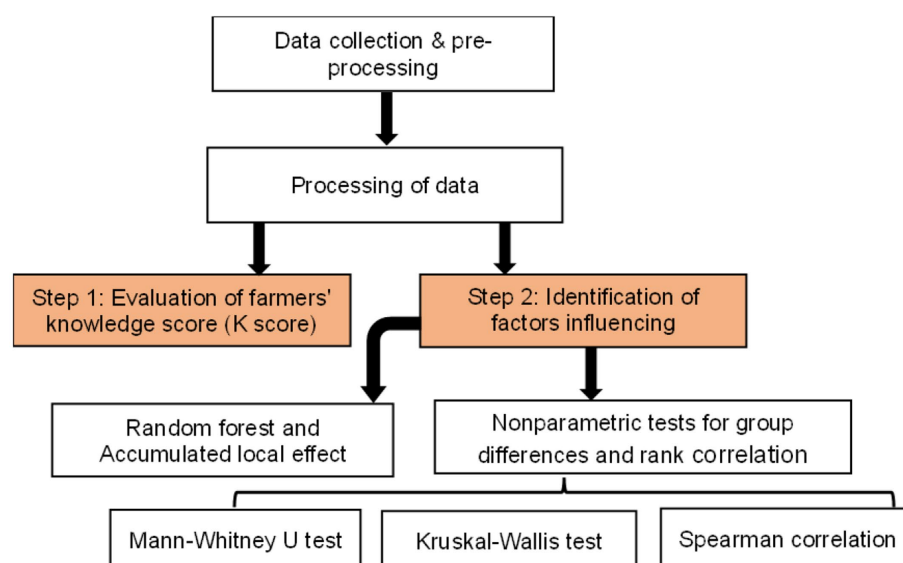 Data collection & pre-
processing
Processing of data
Step 1: Evaluation of farmers'
knowledge score (K score)
Step 2: Identification of
factors influencing
Random forest and
Accumulated local effect
Nonparametric tests for group
differences and rank correlation
Mann-Whitney U test
Kruskal-Wallis test
Spearman correlation